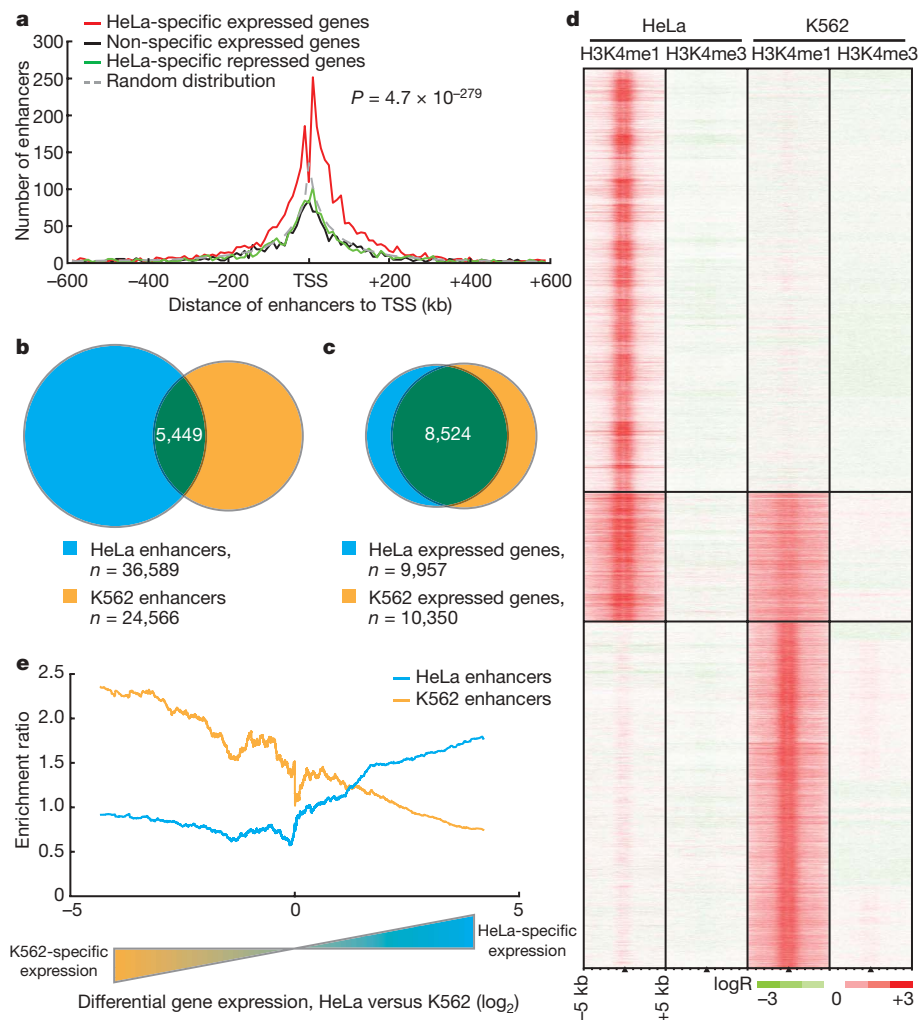 a
HeLa-specific expressed genes
Non-specific expressed genes
HeLa-specific repressed genes
Random distribution
P = 4.7 × 10⁻²⁷⁹
Number of enhancers
300
250
200
150
100
50
0
−600 −400 −200 TSS +200 +400 +600
Distance of enhancers to TSS (kb)
b
5,449
HeLa enhancers,
n = 36,589
K562 enhancers
n = 24,566
c
8,524
HeLa expressed genes,
n = 9,957
K562 expressed genes,
n = 10,350
d
HeLa K562
H3K4me1 H3K4me3 H3K4me1 H3K4me3
−5 kb
+5 kb
logR
−3 0 +3
e
HeLa enhancers
K562 enhancers
Enrichment ratio
2.5
2.0
1.5
1.0
0.5
0
−5 0 5
K562-specific
expression
HeLa-specific
expression
Differential gene expression, HeLa versus K562 (log₂)